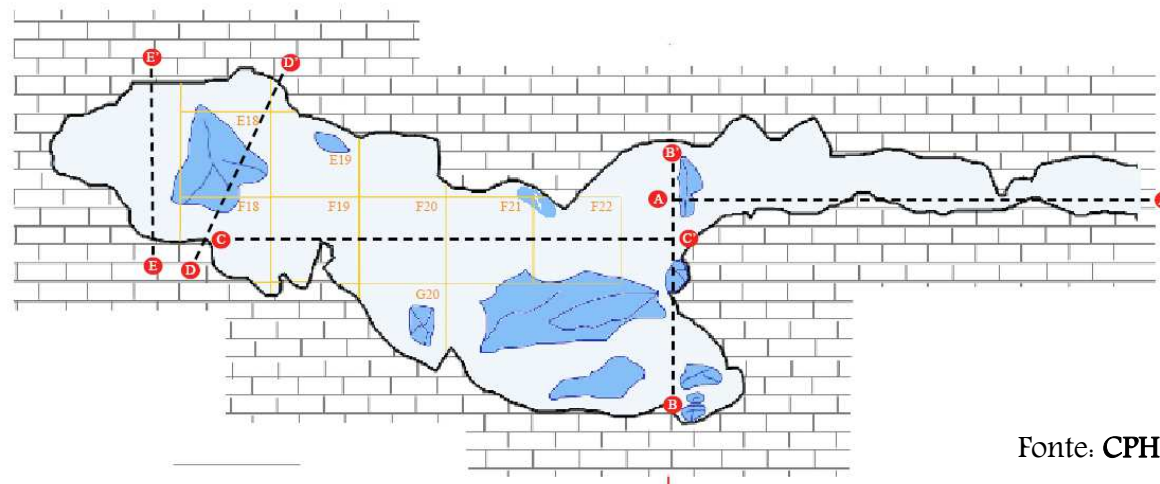 E' D'
B'
E18
E19
A
F18 F19 F20 F21 F22
C C'
E D
G20
B
Fonte: CPH